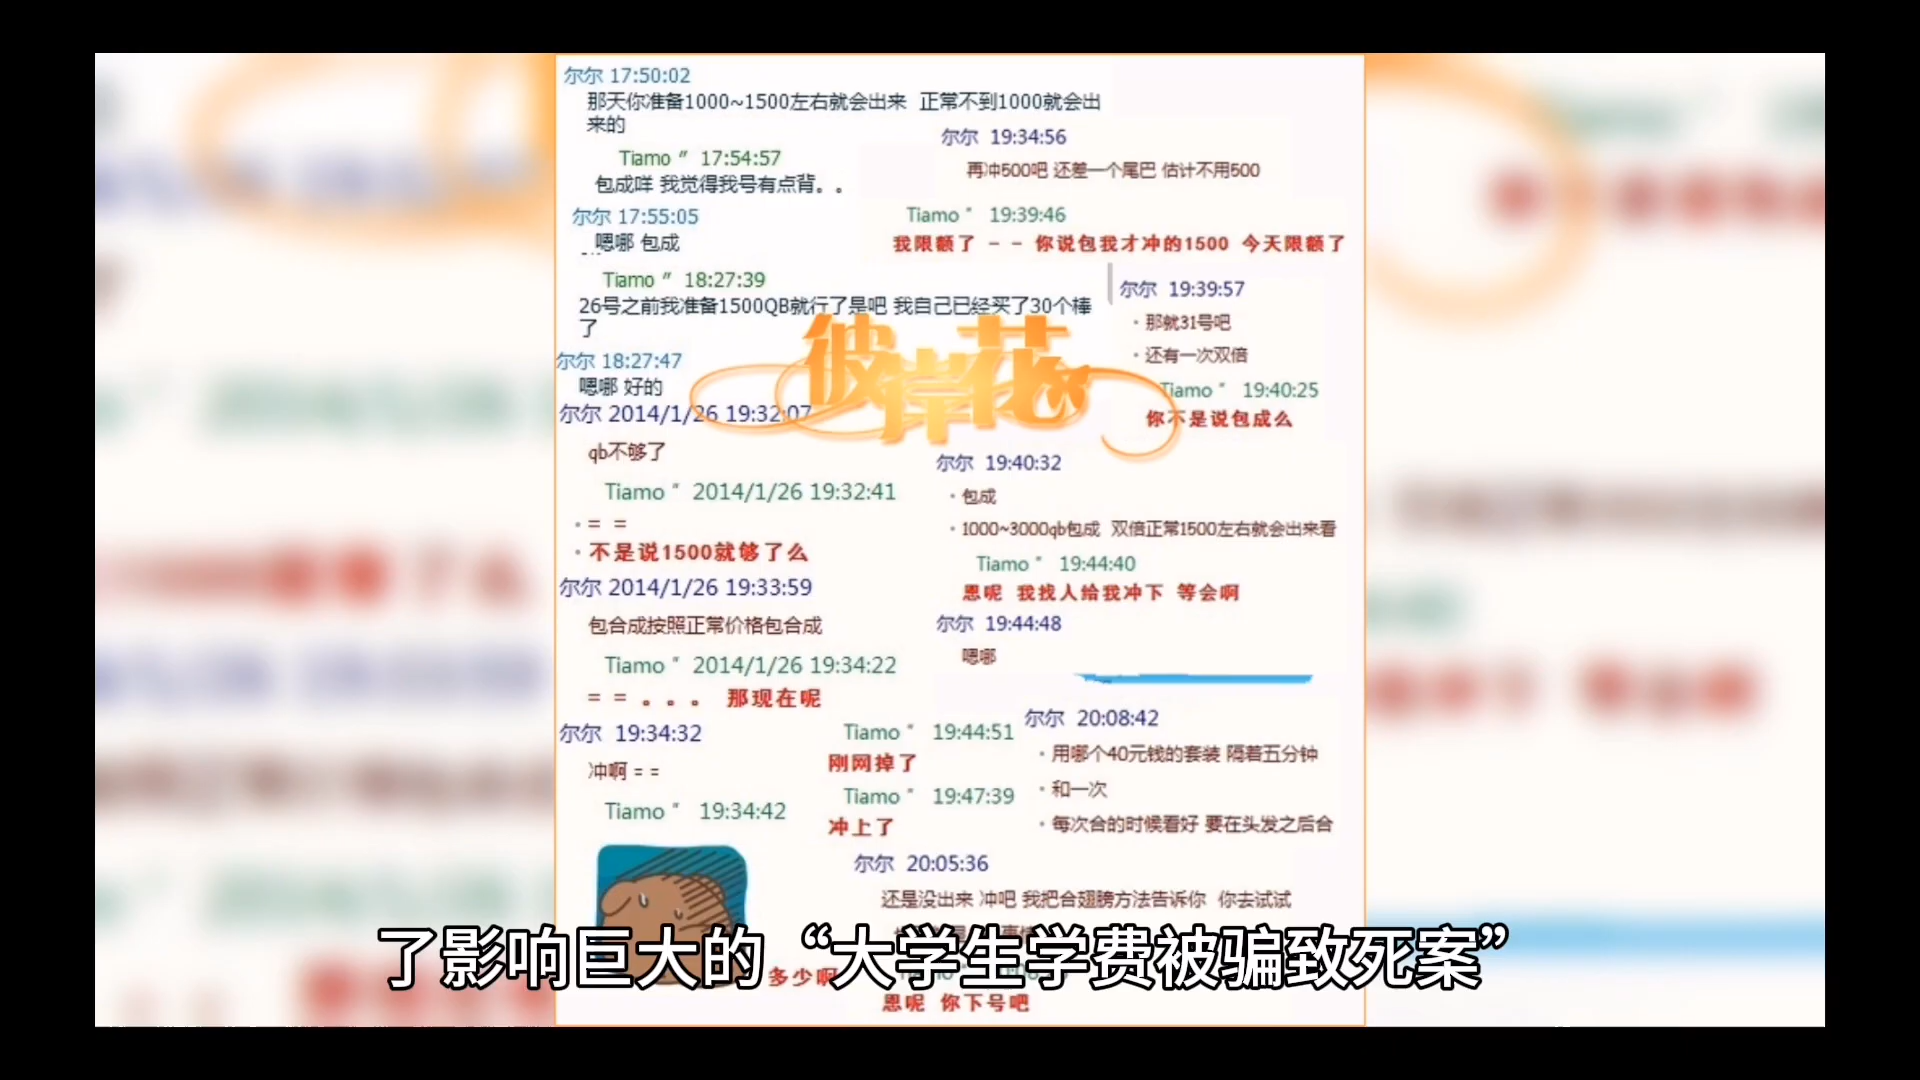 尔尔 17:50:02
那天你准备1000~1500左右就会出来 正常不到1000就会出
来的
Tiamo ″ 17:54:57
包成咩 我觉得我号有点背。。
尔尔 17:55:05
嗯哪 包成
Tiamo ″ 18:27:39
26号之前我准备1500QB就行了是吧 我自己已经买了30个棒
了
尔尔 18:27:47
嗯哪 好的
尔尔 2014/1/26 19:32:07
qb不够了
Tiamo ″ 2014/1/26 19:32:41
= =
不是说1500就够了么
尔尔 2014/1/26 19:33:59
包合成按照正常价格包合成
Tiamo ″ 2014/1/26 19:34:22
= = 。。。 那现在呢
尔尔 19:34:32
冲啊 = =
Tiamo ″ 19:34:42
多少啊
尔尔 19:34:56
再冲500吧 还差一个尾巴 估计不用500
Tiamo ″ 19:39:46
我限额了 - - 你说包我才冲的1500 今天限额了
尔尔 19:39:57
那就31号吧
还有一次双倍
Tiamo ″ 19:40:25
你不是说包成么
尔尔 19:40:32
包成
1000~3000qb包成 双倍正常1500左右就会出来看
Tiamo ″ 19:44:40
恩呢 我找人给我冲下 等会啊
尔尔 19:44:48
嗯哪
Tiamo ″ 19:44:51
刚网掉了
Tiamo ″ 19:47:39
冲上了
尔尔 20:05:36
还是没出来 冲吧 我把合翅膀方法告诉你 你去试试
恩呢 你下号吧
尔尔 20:08:42
用哪个40元钱的套装 隔着五分钟
和一次
每次合的时候看好 要在头发之后合
彼岸花
了影响巨大的“大学生学费被骗致死案”